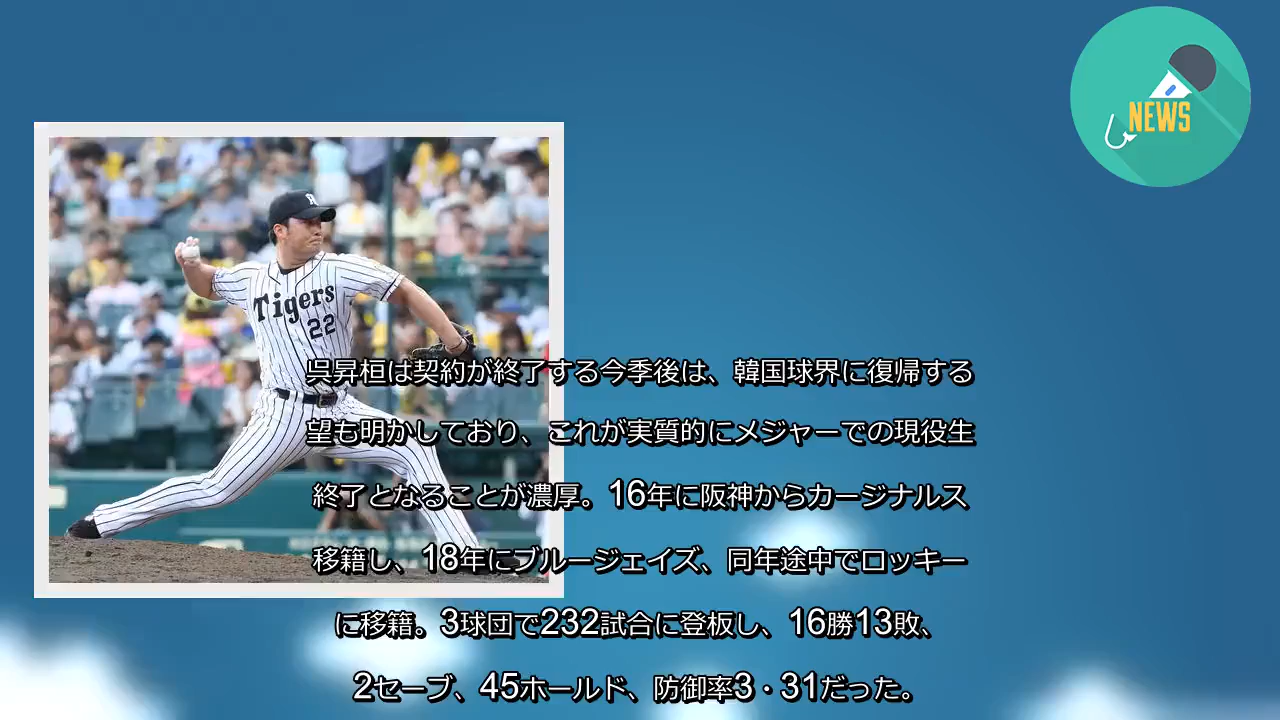 NEWS
Tigers
22
呉昇桓は契約が終了する今季後は、韓国球界に復帰する
望も明かしており、これが実質的にメジャーでの現役生
終了となることが濃厚。16年に阪神からカージナルス
移籍し、18年にブルージェイズ、同年途中でロッキー
に移籍。3球団で232試合に登板し、16勝13敗、
2セーブ、45ホールド、防御率3・31だった。